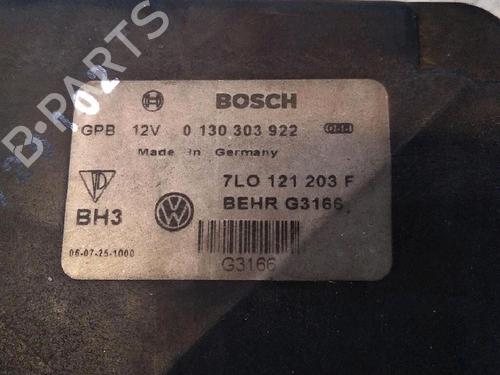 B-PARTS
BOSCH
GPB 12V 0 130 303 922
Made in Germany
7LO 121 203 F
BH3 BEHR G3166
06-07-25-1000
G3166